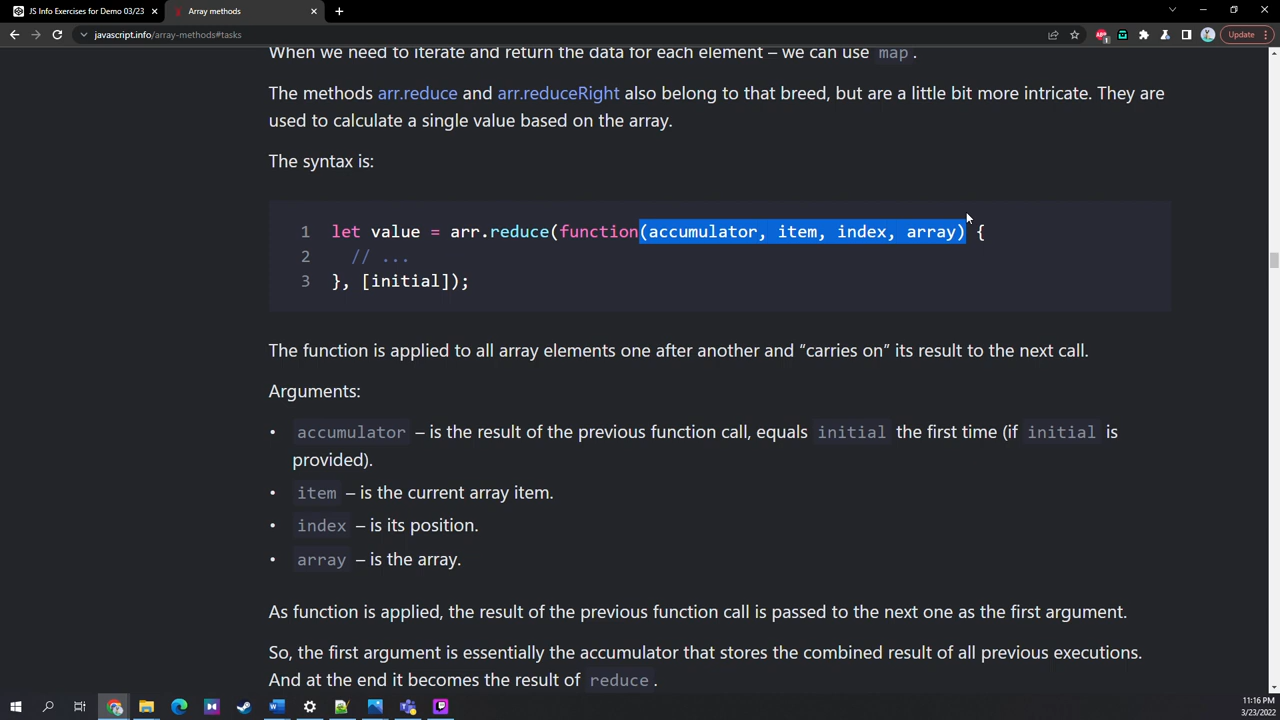 JS Info Exercises for Demo 03/23
Array methods
javascript.info/array-methods#tasks
Update
When we need to iterate and return the data for each element – we can use map.
The methods arr.reduce and arr.reduceRight also belong to that breed, but are a little bit more intricate. They are
used to calculate a single value based on the array.
The syntax is:
1 let value = arr.reduce(function(accumulator, item, index, array) {
2 // ...
3 }, [initial]);
The function is applied to all array elements one after another and “carries on” its result to the next call.
Arguments:
• accumulator – is the result of the previous function call, equals initial the first time (if initial is
provided).
• item – is the current array item.
• index – is its position.
• array – is the array.
As function is applied, the result of the previous function call is passed to the next one as the first argument.
So, the first argument is essentially the accumulator that stores the combined result of all previous executions.
And at the end it becomes the result of reduce.
11:16 PM
3/23/2022